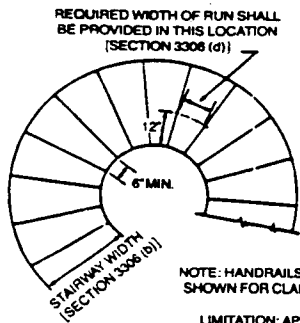 REQUIRED WIDTH OF RUN SHALL
BE PROVIDED IN THIS LOCATION
[SECTION 3306 (d)]
12"
6" MIN.
STAIRWAY WIDTH
[SECTION 3306 (b)]
NOTE: HANDRAILS
SHOWN FOR CLA
LIMITATION: AP